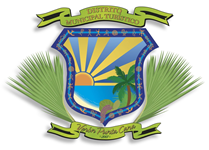 DISTRITO
MUNICIPAL TURÍSTICO
Verón Punta Cana